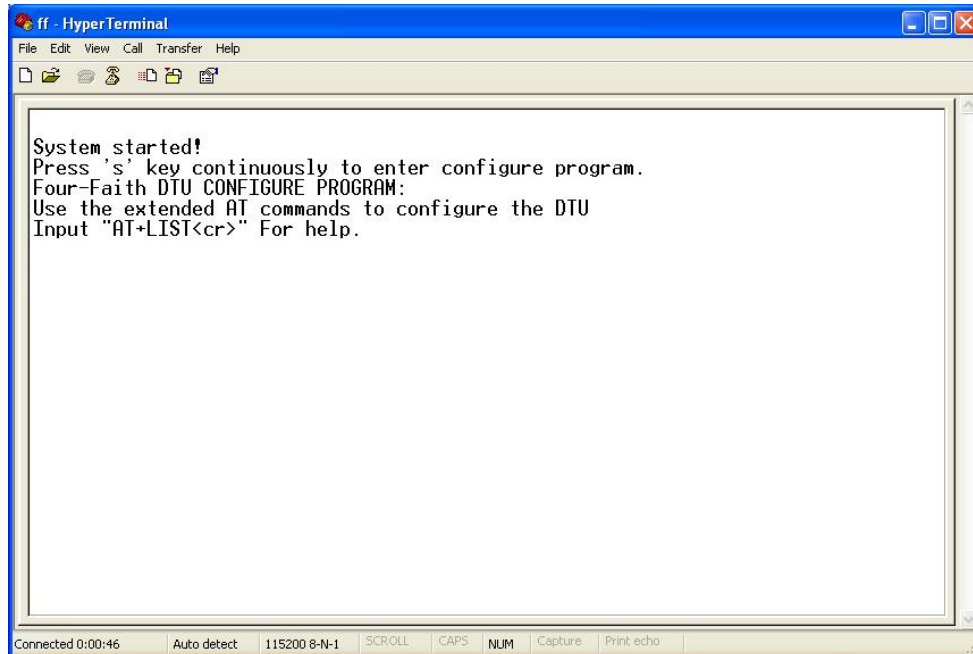 ff - HyperTerminal
File Edit View Call Transfer Help
System started!
Press 's' key continuously to enter configure program.
Four-Faith DTU CONFIGURE PROGRAM:
Use the extended AT commands to configure the DTU
Input "AT+LIST<cr>" For help.
Connected 0:00:46 Auto detect 115200 8-N-1 SCROLL CAPS NUM Capture Print echo